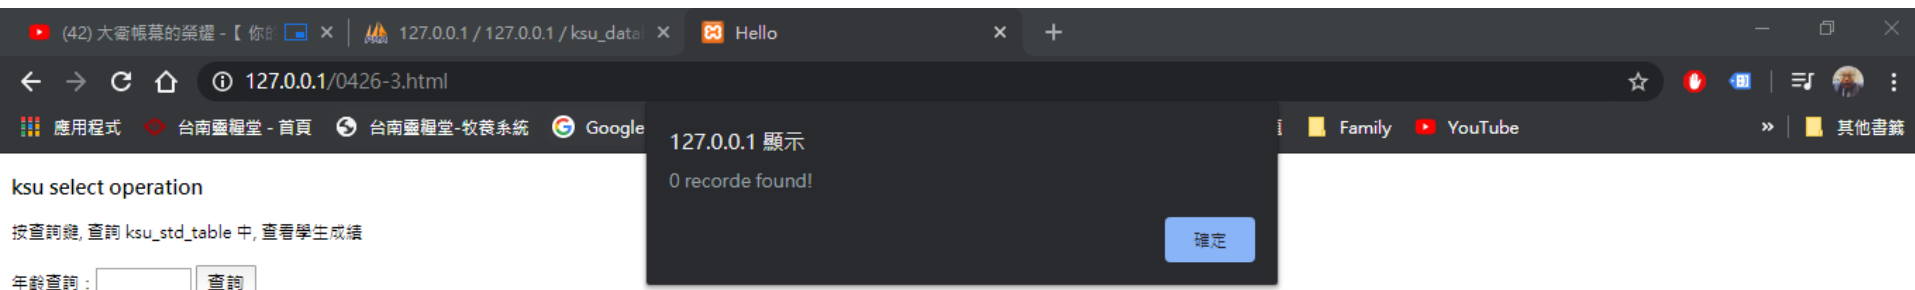 (42) 大衛帳幕的榮耀 -【 你的
127.0.0.1 / 127.0.0.1 / ksu_data
Hello
127.0.0.1/0426-3.html
應用程式
台南靈糧堂 - 首頁
台南靈糧堂-牧養系統
Google
Family
YouTube
»
其他書籤
127.0.0.1 顯示
0 recorde found!
確定
ksu select operation
按查詢鍵, 查詢 ksu_std_table 中, 查看學生成績
年齡查詢 :
查詢